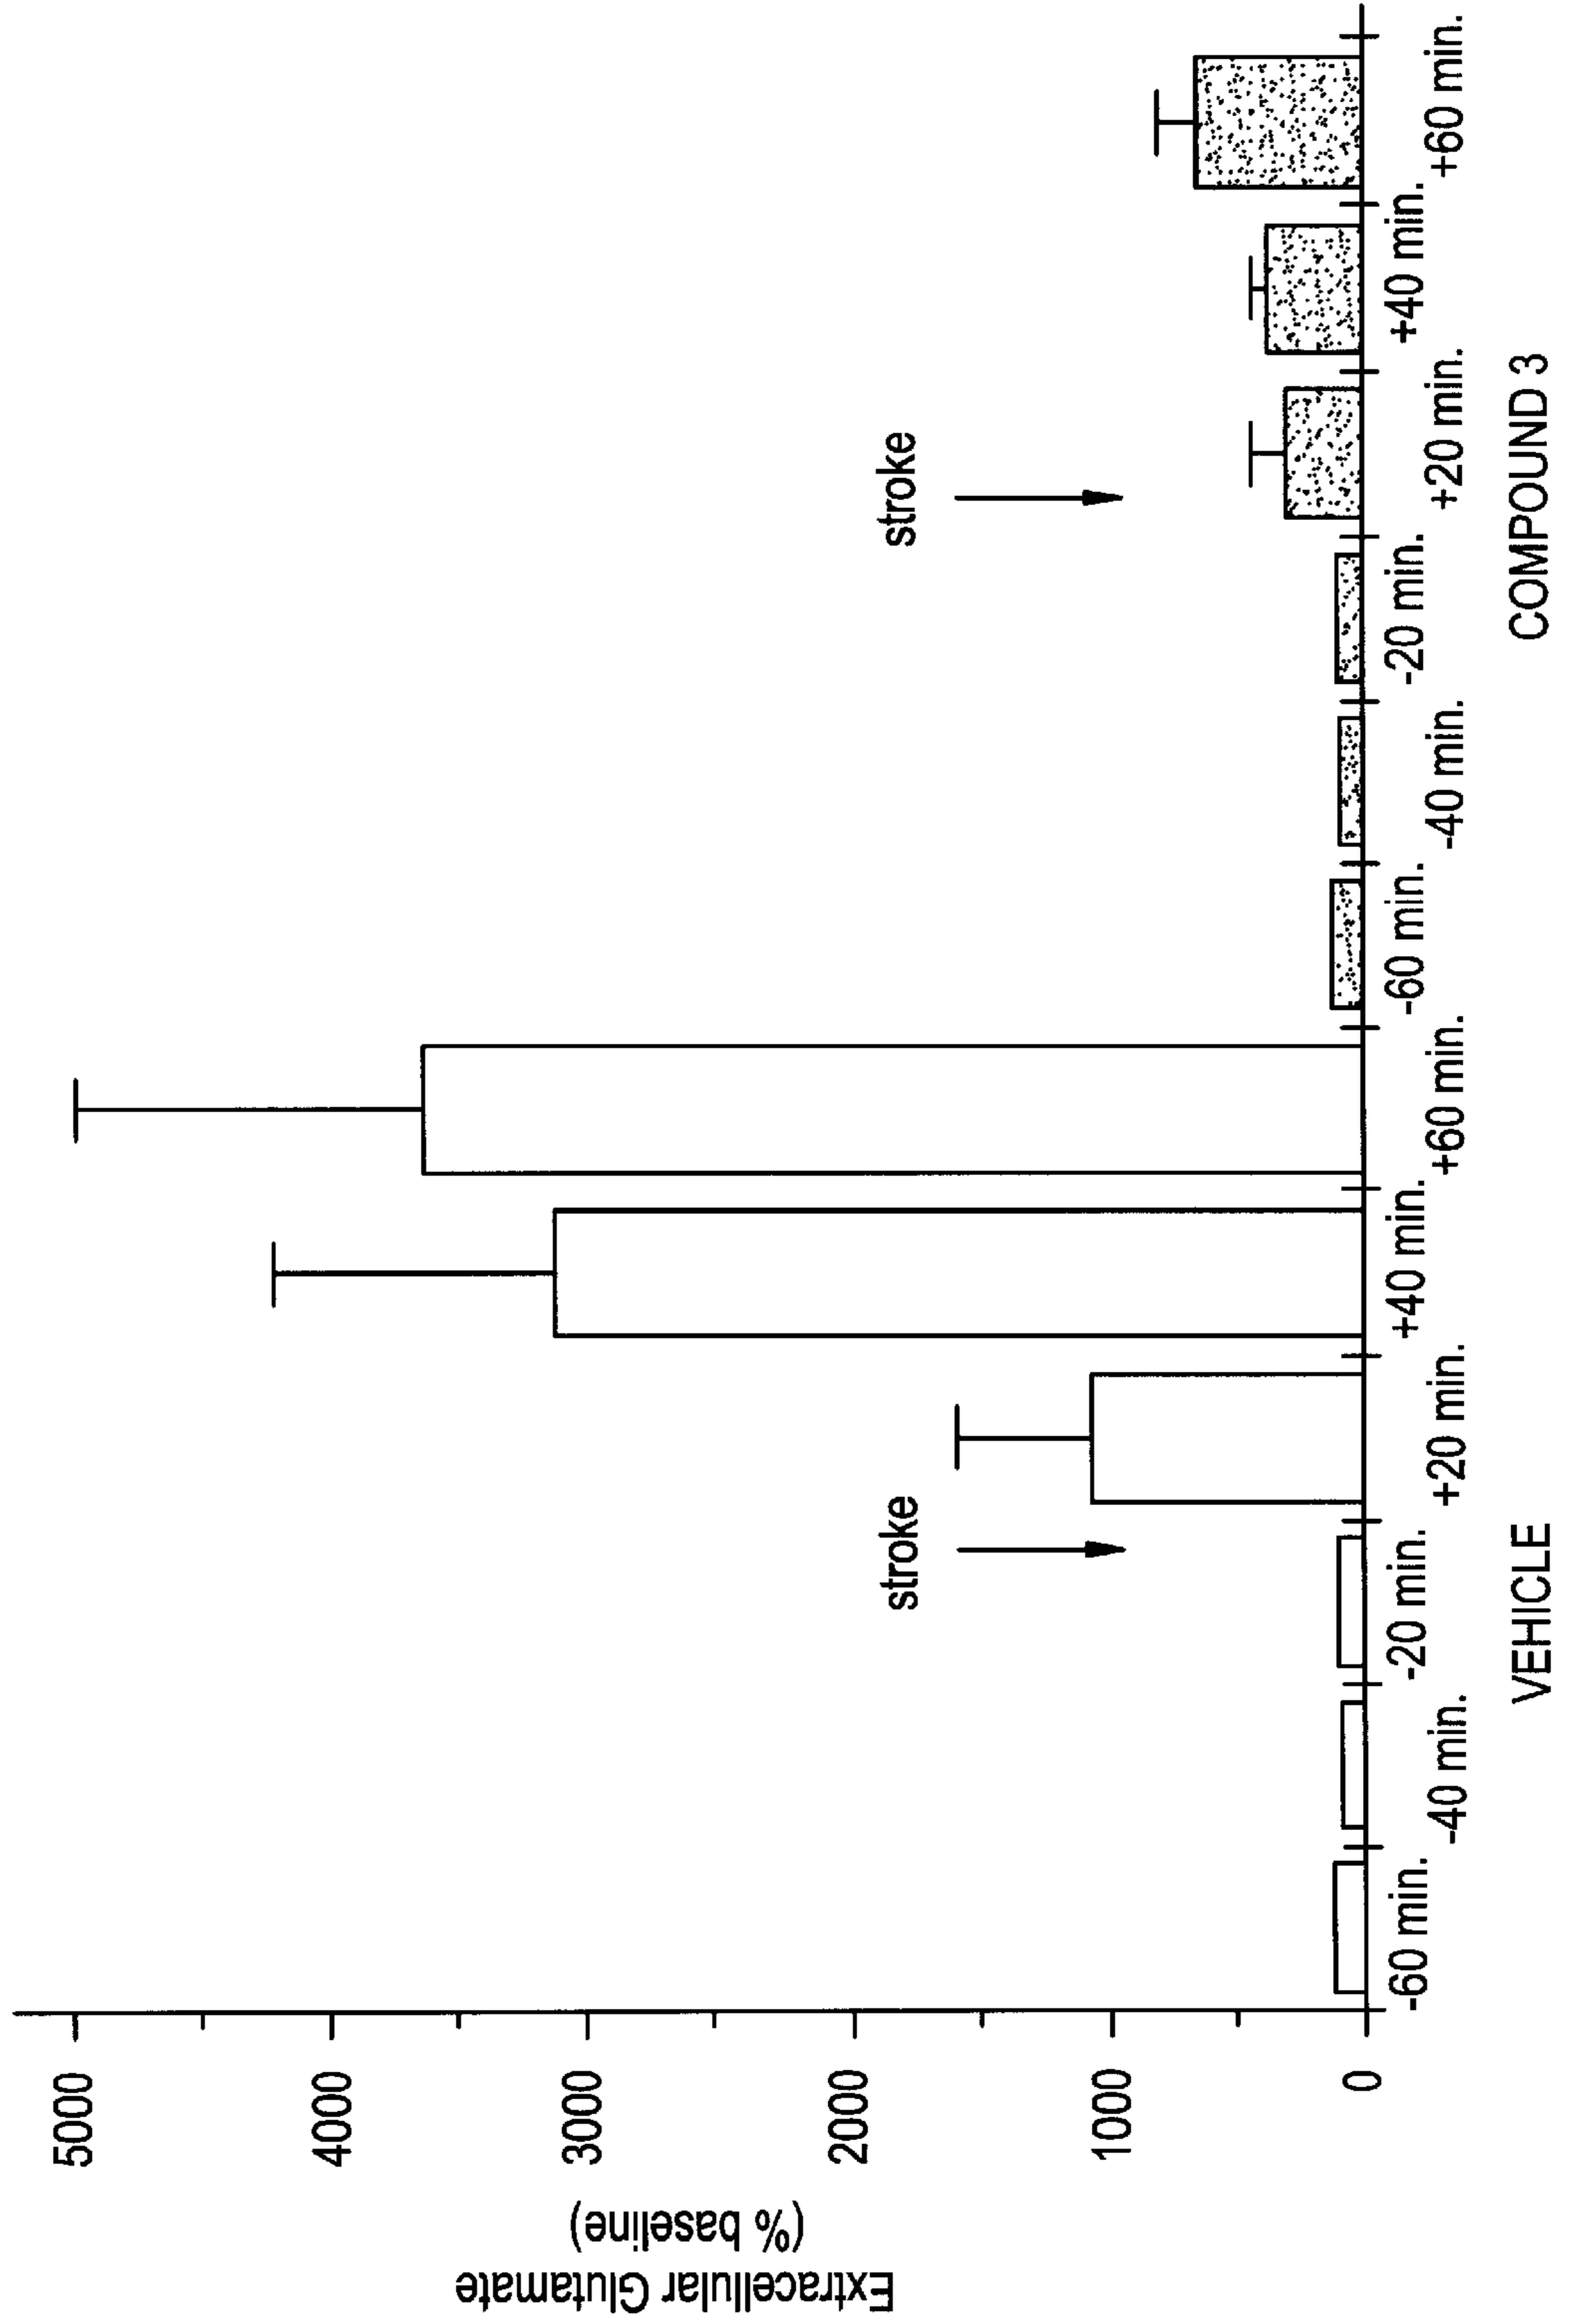 Extracellular Glutamate
(% baseline)
5000
4000
3000
2000
1000
0
stroke
stroke
-60 min.
-40 min.
-20 min.
+20 min.
+40 min.
+60 min.
-60 min.
-40 min.
-20 min.
+20 min.
+40 min.
+60 min.
VEHICLE
COMPOUND 3